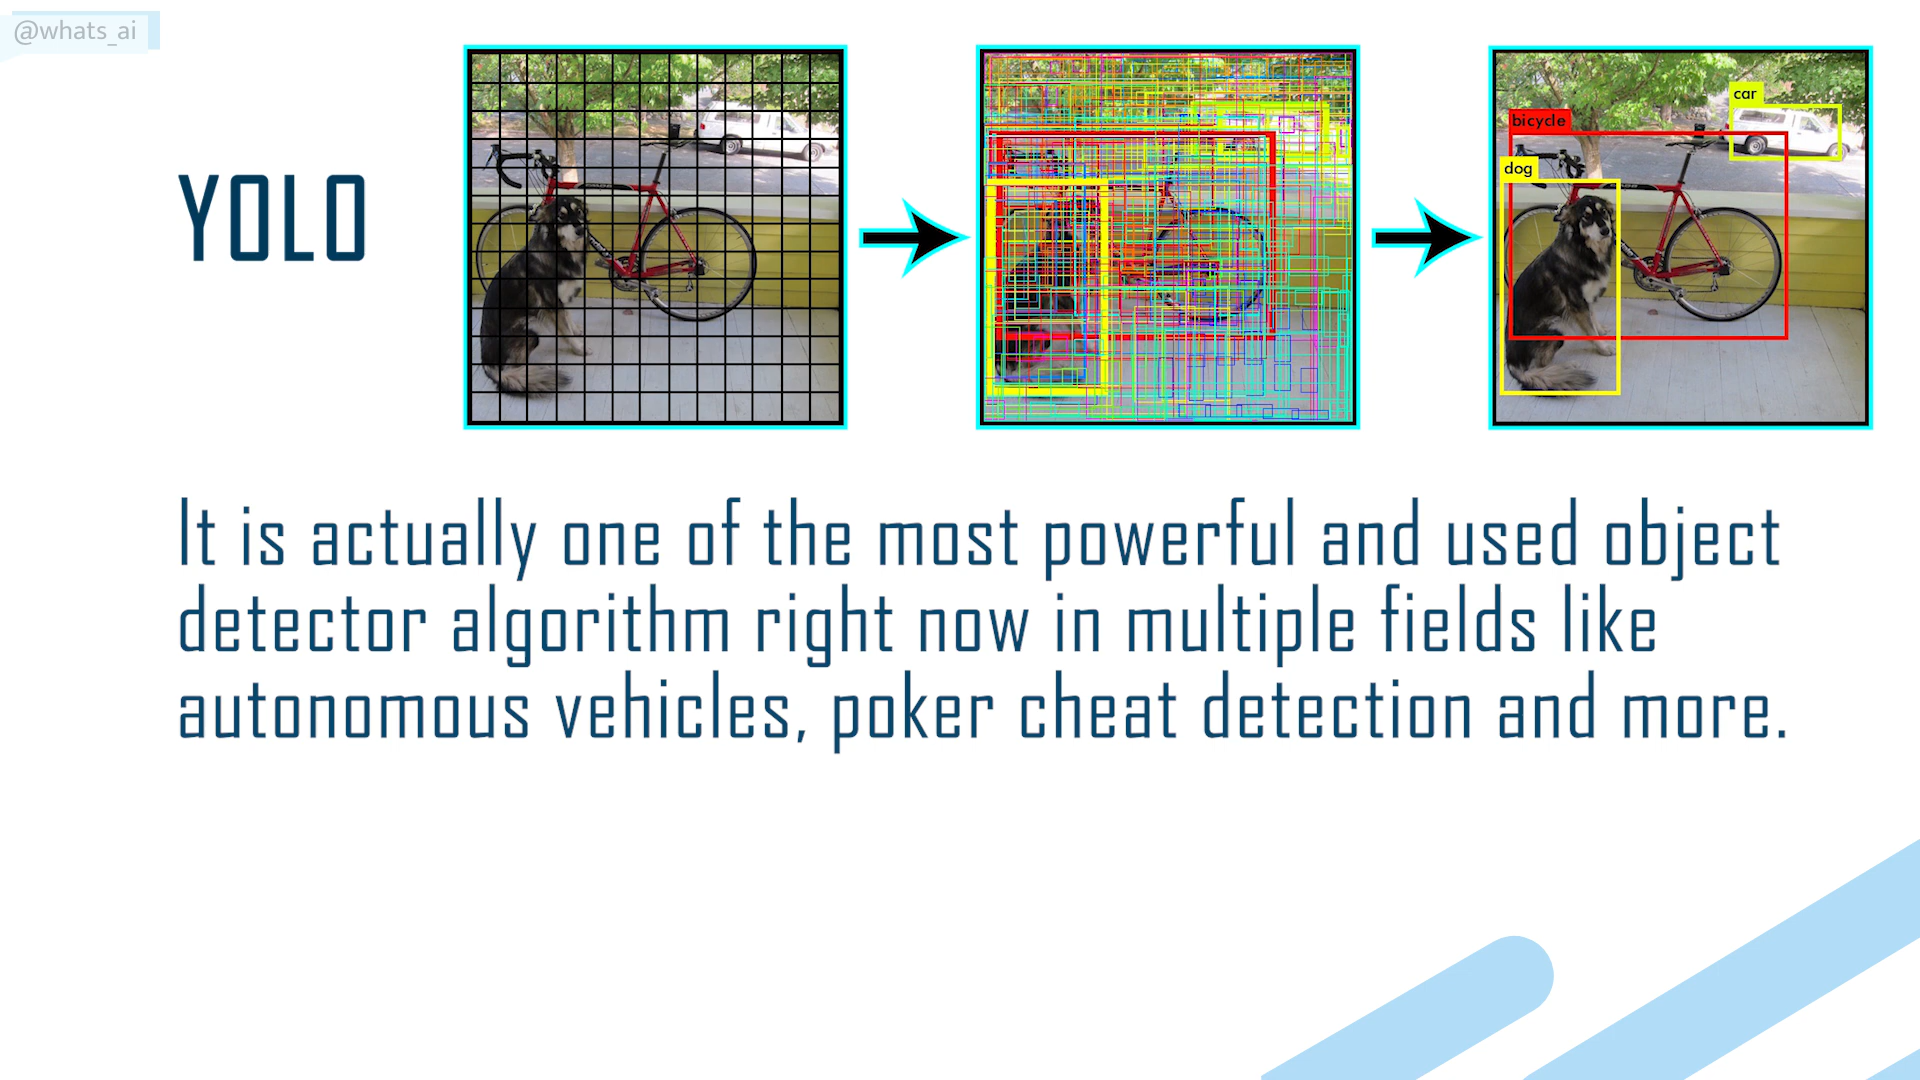 @whats_ai
YOLO
car
bicycle
dog
It is actually one of the most powerful and used object
detector algorithm right now in multiple fields like
autonomous vehicles, poker cheat detection and more.